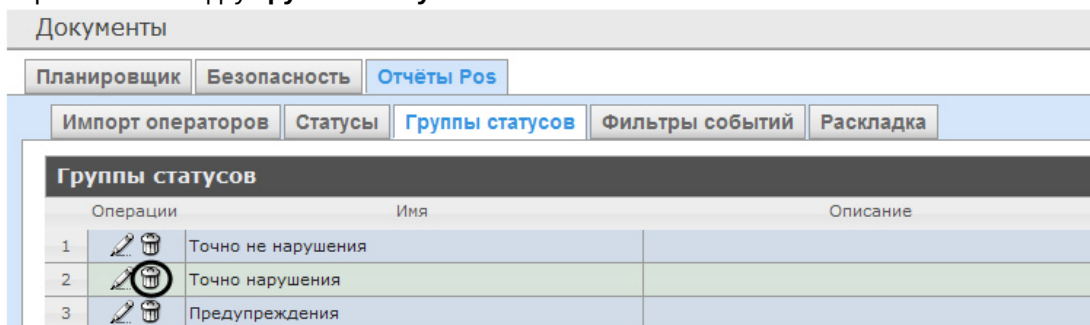 Документы
Планировщик Безопасность Отчёты Pos
Импорт операторов Статусы Группы статусов Фильтры событий Раскладка
Группы статусов
Операции Имя Описание
1 Точно не нарушения
2 Точно нарушения
3 Предупреждения